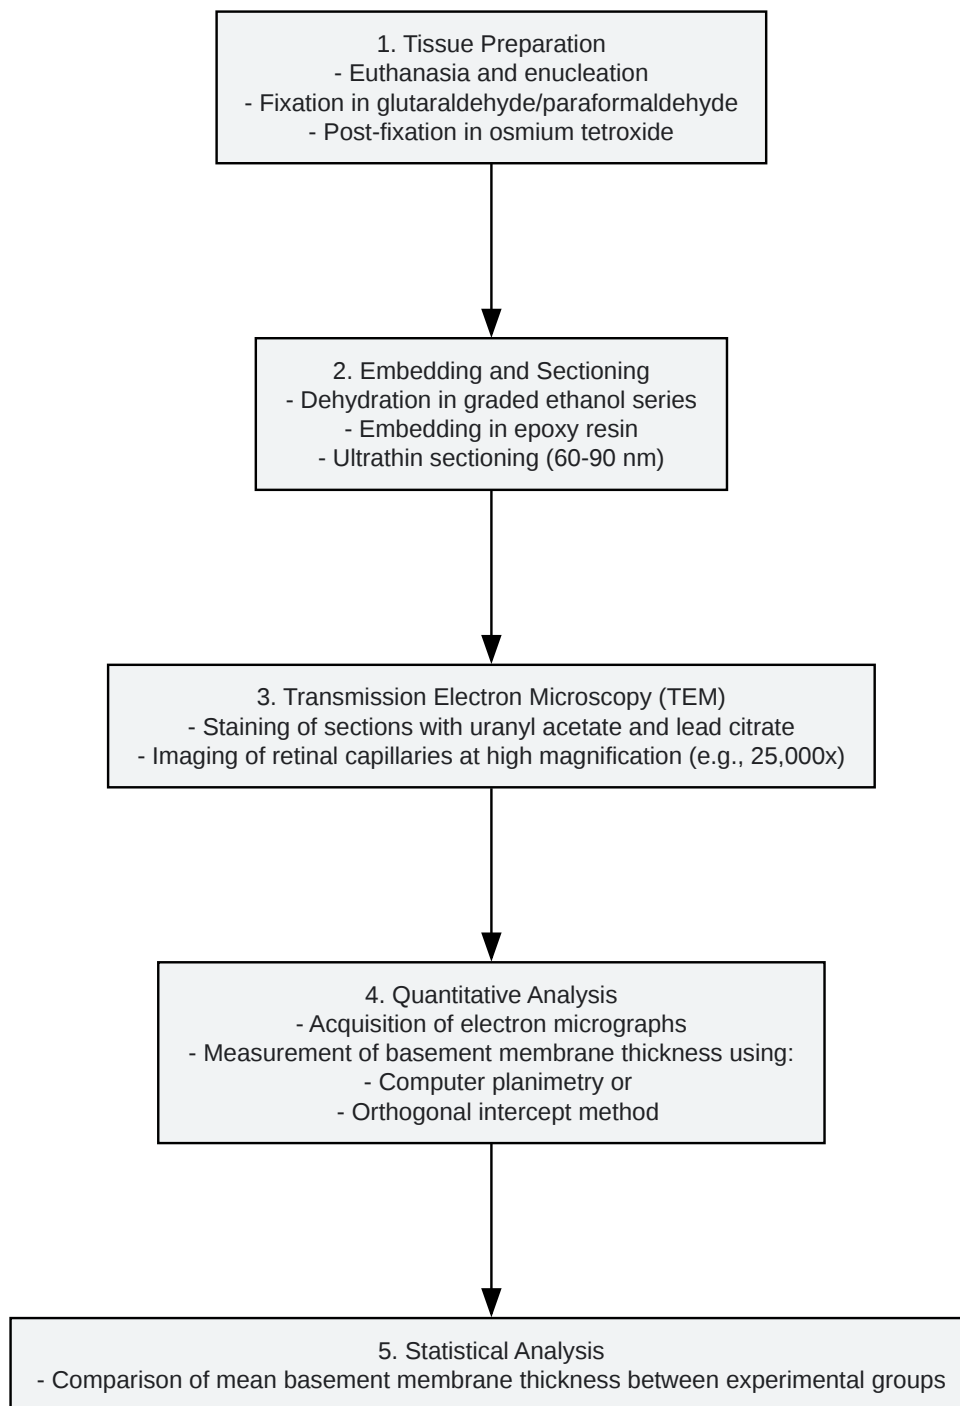 1. Tissue Preparation
- Euthanasia and enucleation
- Fixation in glutaraldehyde/paraformaldehyde
- Post-fixation in osmium tetroxide
2. Embedding and Sectioning
- Dehydration in graded ethanol series
- Embedding in epoxy resin
- Ultrathin sectioning (60-90 nm)
3. Transmission Electron Microscopy (TEM)
- Staining of sections with uranyl acetate and lead citrate
- Imaging of retinal capillaries at high magnification (e.g., 25,000x)
4. Quantitative Analysis
- Acquisition of electron micrographs
- Measurement of basement membrane thickness using:
- Computer planimetry or
- Orthogonal intercept method
5. Statistical Analysis
- Comparison of mean basement membrane thickness between experimental groups